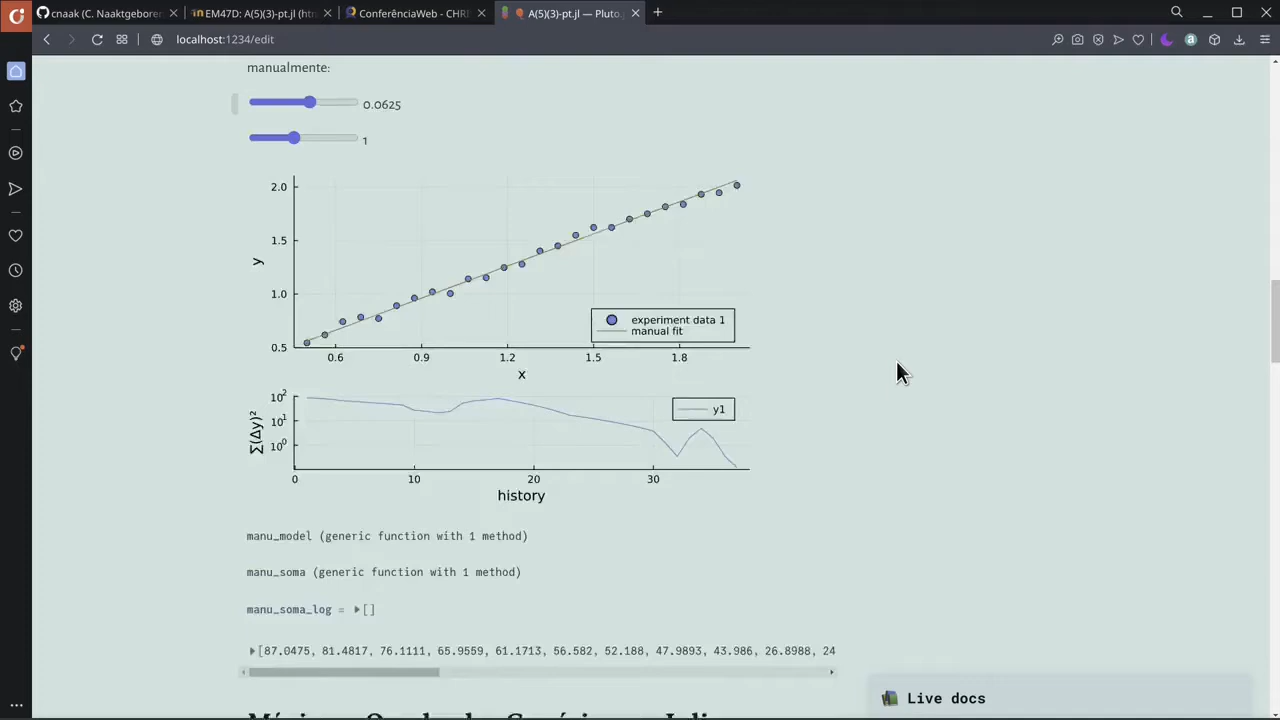 cnaak (C. Naaktgeboren
EM47D: A(5)(3)-pt.jl (ht
ConferênciaWeb - CHR
A(5)(3)-pt.jl — Pluto.
localhost:1234/edit
manualmente:
0.0625
1
2.0
1.5
1.0
0.5
y
experiment data 1
manual fit
0.6 0.9 1.2 1.5 1.8
x
10² 
10¹
10⁰
∑(Δy)²
y1
0 10 20 30
history
manu_model (generic function with 1 method)
manu_soma (generic function with 1 method)
manu_soma_log = []
[87.0475, 81.4817, 76.1111, 65.9559, 61.1713, 56.582, 52.188, 47.9893, 43.986, 26.8988, 24
Live docs